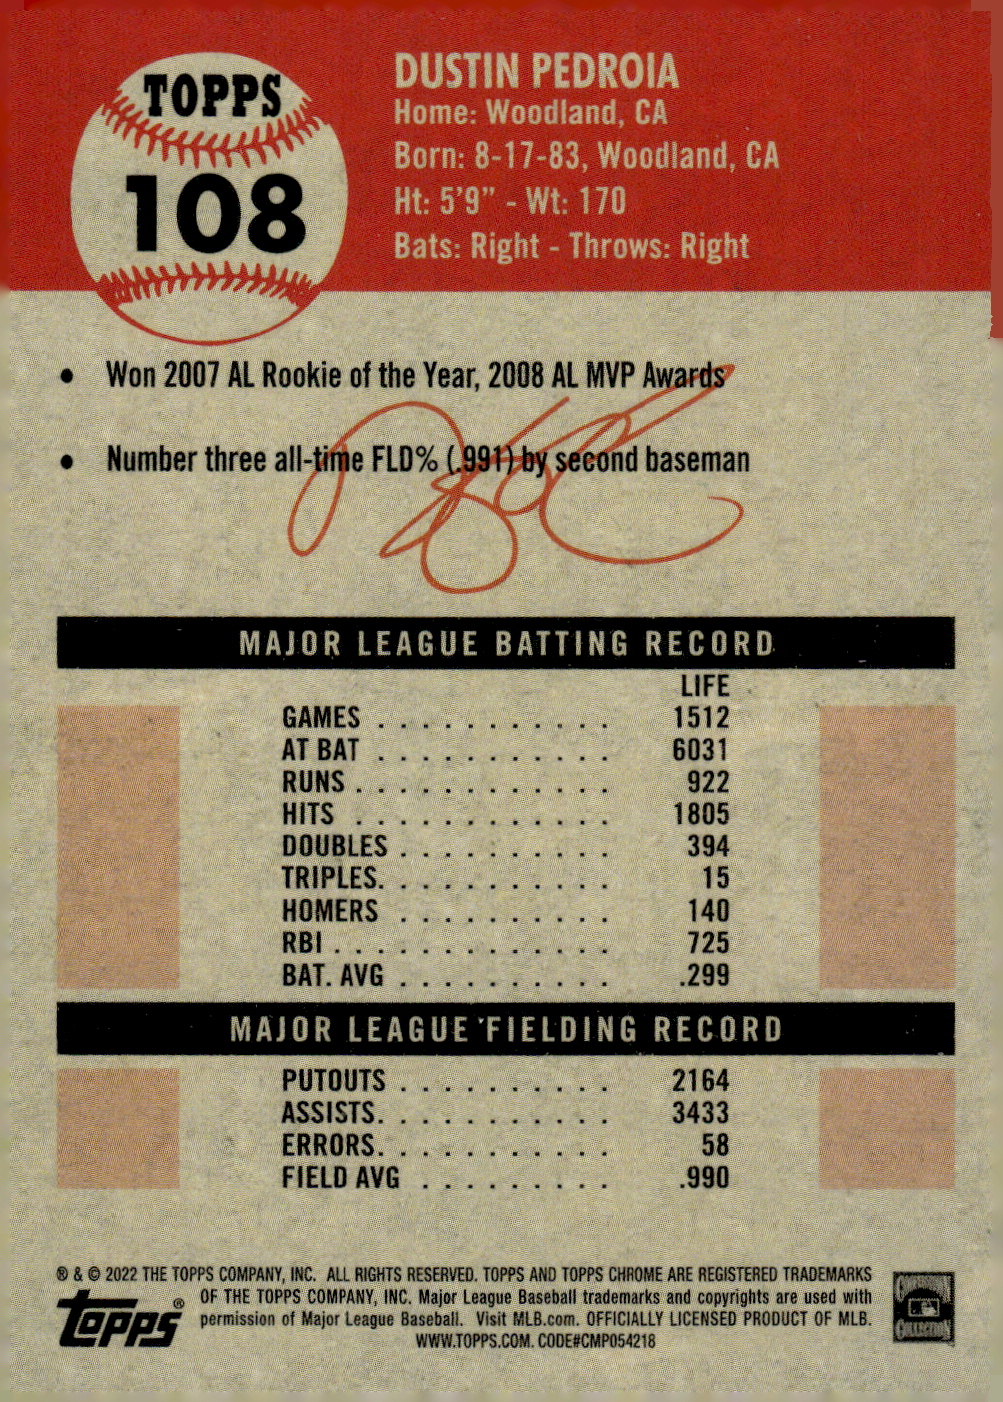 TOPPS
108
DUSTIN PEDROIA
Home: Woodland, CA
Born: 8-17-83, Woodland, CA
Ht: 5'9" - Wt: 170
Bats: Right - Throws: Right
• Won 2007 AL Rookie of the Year, 2008 AL MVP Awards
• Number three all-time FLD% (.991) by second baseman
MAJOR LEAGUE BATTING RECORD
LIFE
GAMES . . . . . . . . . . . 1512
AT BAT . . . . . . . . . . . 6031
RUNS . . . . . . . . . . . . 922
HITS . . . . . . . . . . . . 1805
DOUBLES . . . . . . . . . . 394
TRIPLES. . . . . . . . . . . 15
HOMERS . . . . . . . . . . 140
RBI . . . . . . . . . . . . . 725
BAT. AVG . . . . . . . . . . .299
MAJOR LEAGUE FIELDING RECORD
PUTOUTS . . . . . . . . . . 2164
ASSISTS. . . . . . . . . . . 3433
ERRORS. . . . . . . . . . . 58
FIELD AVG . . . . . . . . . .990
® & © 2022 THE TOPPS COMPANY, INC. ALL RIGHTS RESERVED. TOPPS AND TOPPS CHROME ARE REGISTERED TRADEMARKS
OF THE TOPPS COMPANY, INC. Major League Baseball trademarks and copyrights are used with
permission of Major League Baseball. Visit MLB.com. OFFICIALLY LICENSED PRODUCT OF MLB.
WWW.TOPPS.COM. CODE#CMP054218
Topps®
COOPERSTOWN
COLLECTION